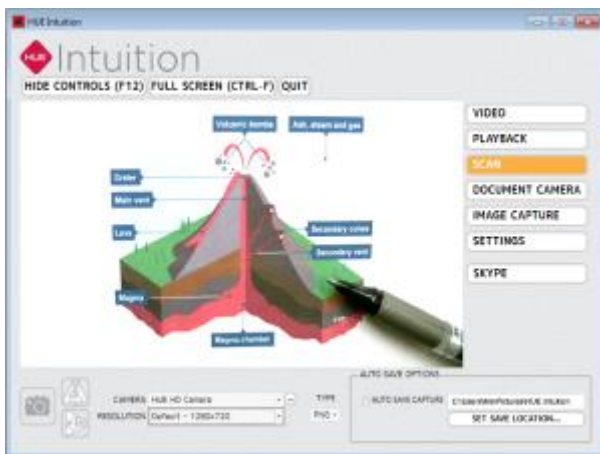 HUE Intuition
HUE Intuition
HIDE CONTROLS (F12) FULL SCREEN (CTRL-F) QUIT
VIDEO
PLAYBACK
SCAN
DOCUMENT CAMERA
IMAGE CAPTURE
SETTINGS
SKYPE
Volcanic bombs
Ash, steam and gas
Crater
Main vent
Lava
Secondary cones
Secondary vent
Magma
Magma chamber
CAMERA HUE HD Camera
RESOLUTION Default - 1280x720
TYPE
PNG
AUTO SAVE OPTIONS
AUTO SAVE CAPTURE
SET SAVE LOCATION...